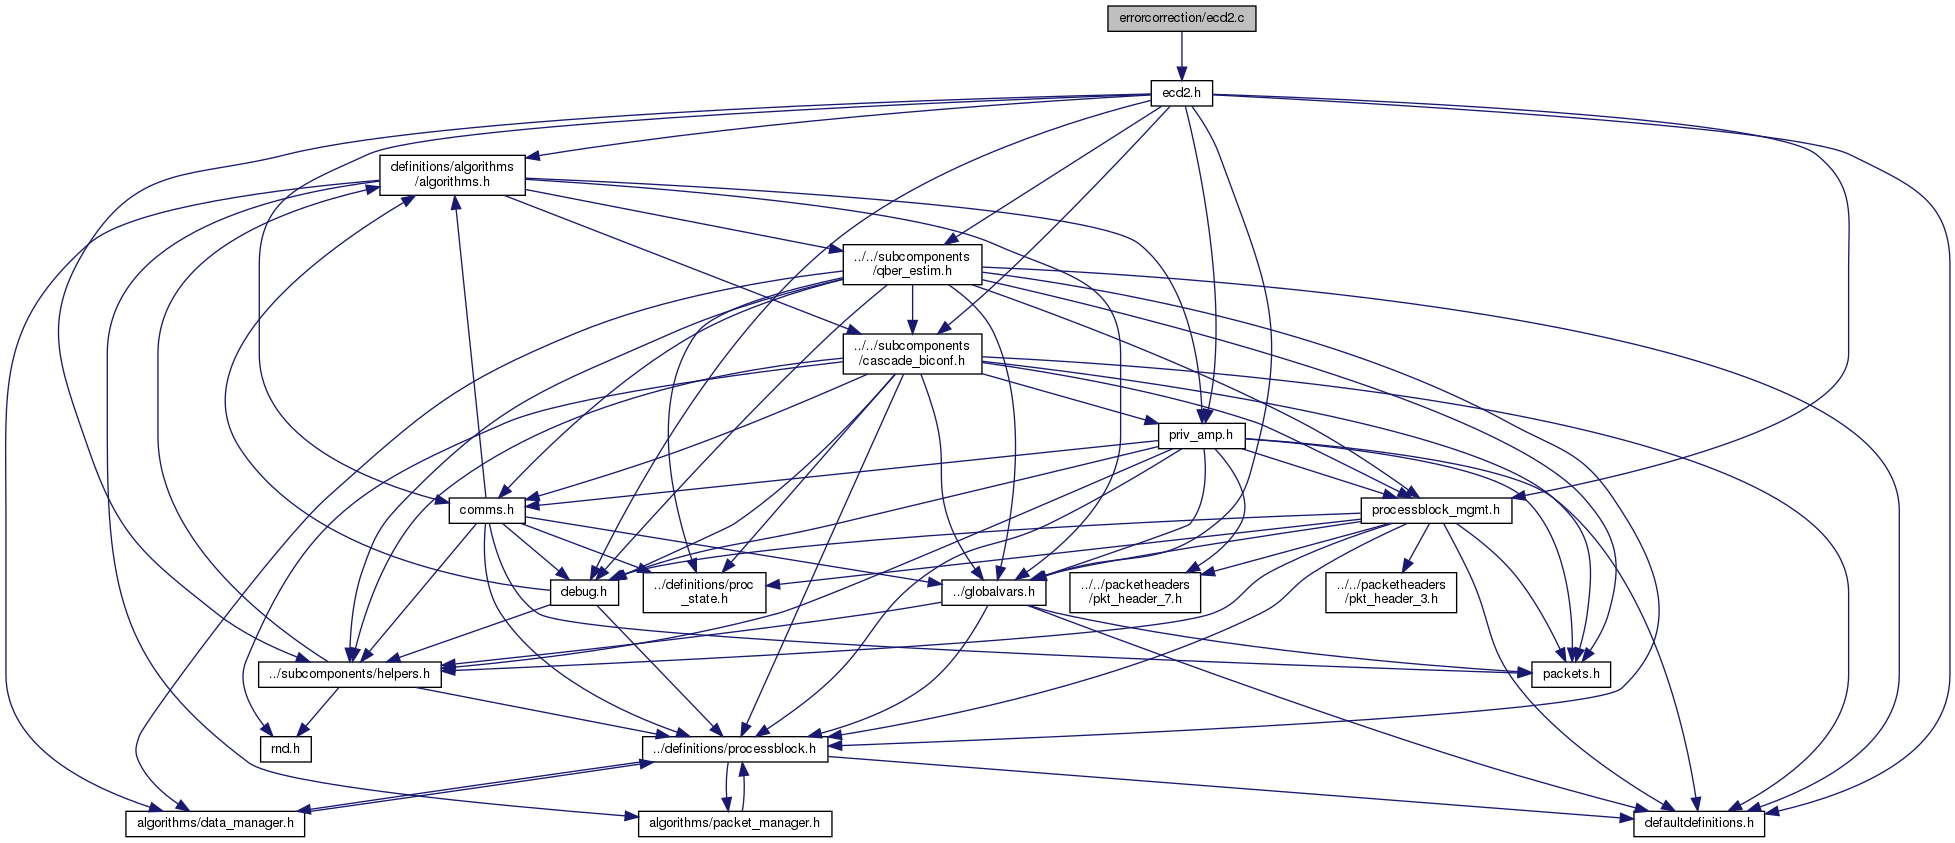 errorcorrection/ecd2.c
ecd2.h
definitions/algorithms
/algorithms.h
../../subcomponents
/qber_estim.h
../../subcomponents
/cascade_biconf.h
priv_amp.h
comms.h
processblock_mgmt.h
debug.h
../definitions/proc
_state.h
../globalvars.h
../../packetheaders
/pkt_header_7.h
../../packetheaders
/pkt_header_3.h
../subcomponents/helpers.h
packets.h
rnd.h
../definitions/processblock.h
algorithms/data_manager.h
algorithms/packet_manager.h
defaultdefinitions.h